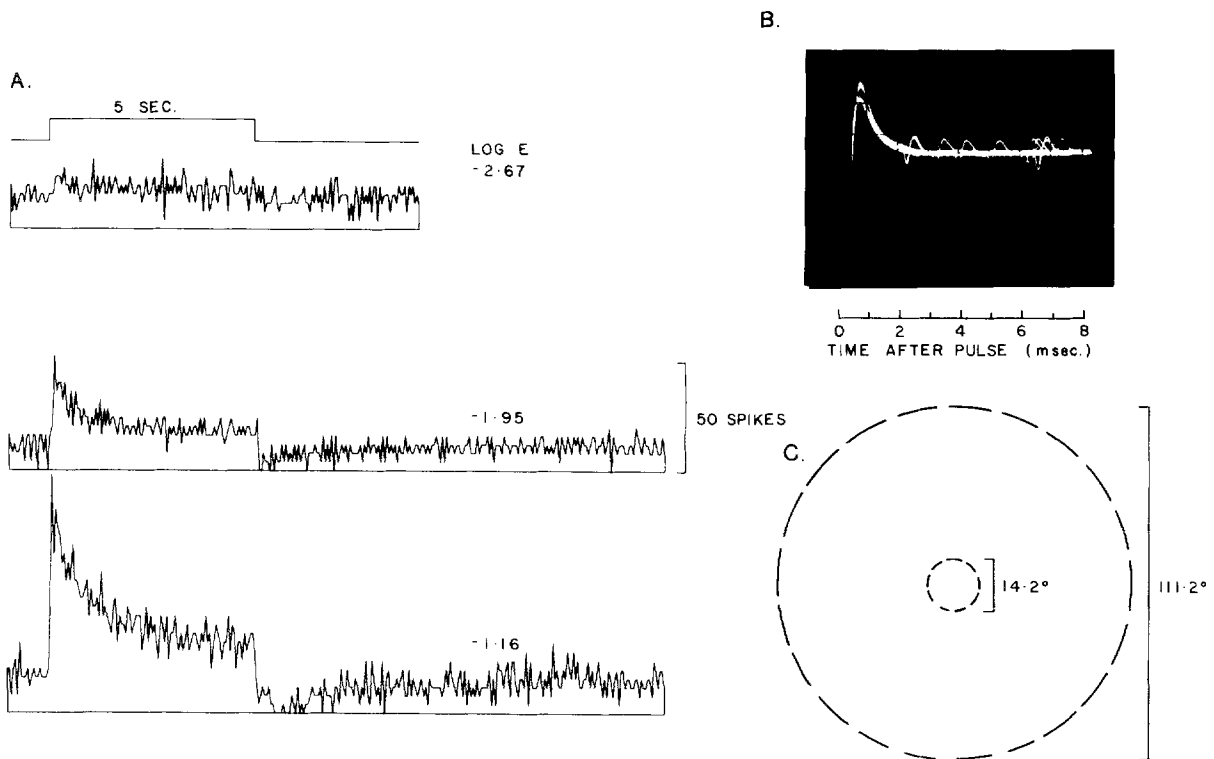 A.
5 SEC.
LOG E
-2·67
-1·95
50 SPIKES
-1·16
B.
0 2 4 6 8
TIME AFTER PULSE (msec.)
C.
14·2°
111·2°